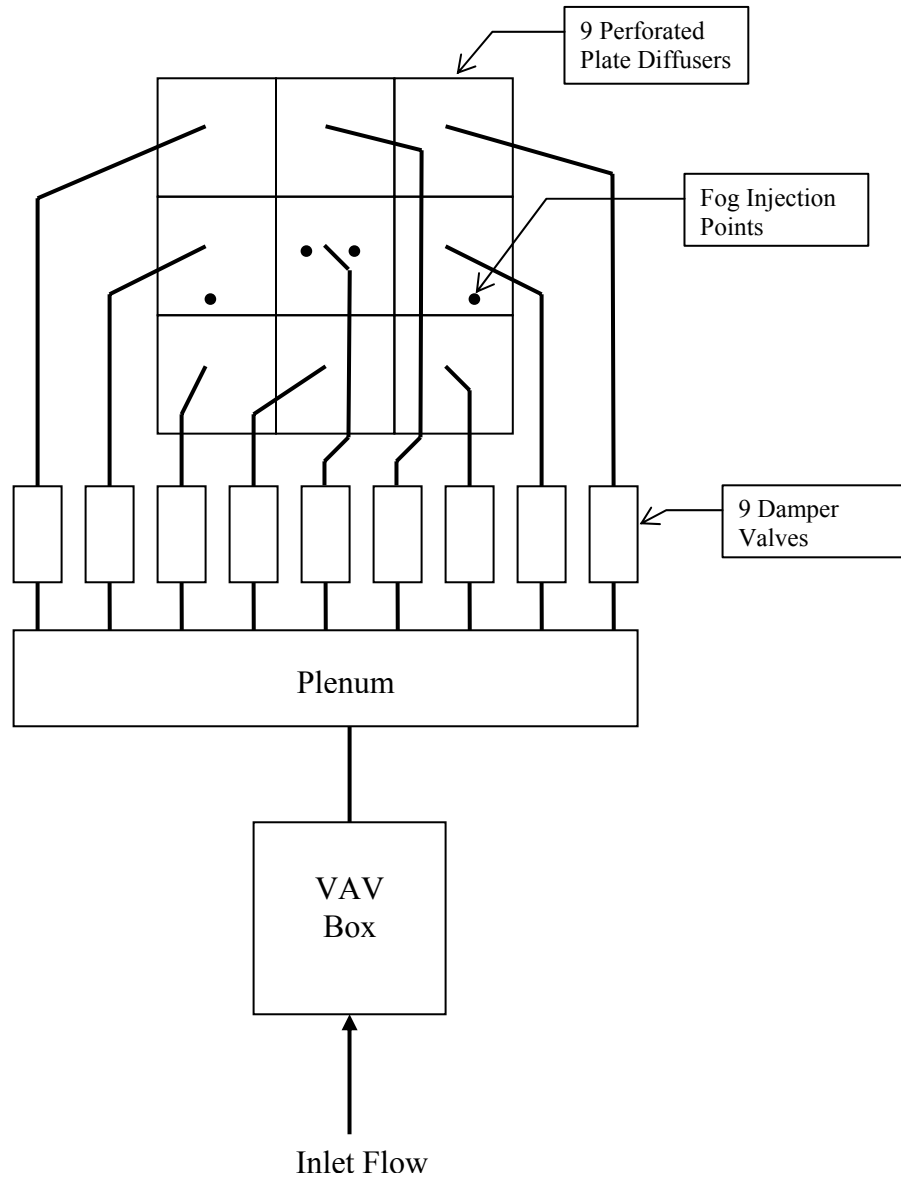 9 Perforated
Plate Diffusers
Fog Injection
Points
9 Damper
Valves
Plenum
VAV
Box
Inlet Flow